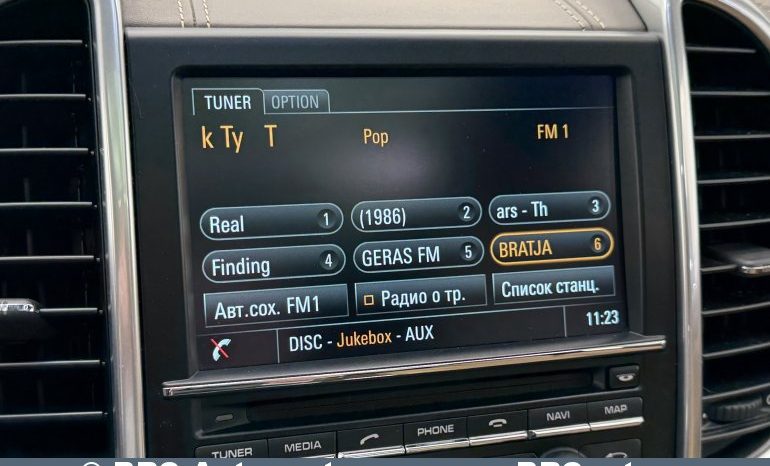 TUNER OPTION
k Ty T Pop FM 1
Real 1 (1986) 2 ars - Th 3
Finding 4 GERAS FM 5 BRATJA 6
Авт.сох. FM1 Радио о тр. Список станц.
DISC - Jukebox - AUX 11:23
TUNER MEDIA PHONE NAVI MAP